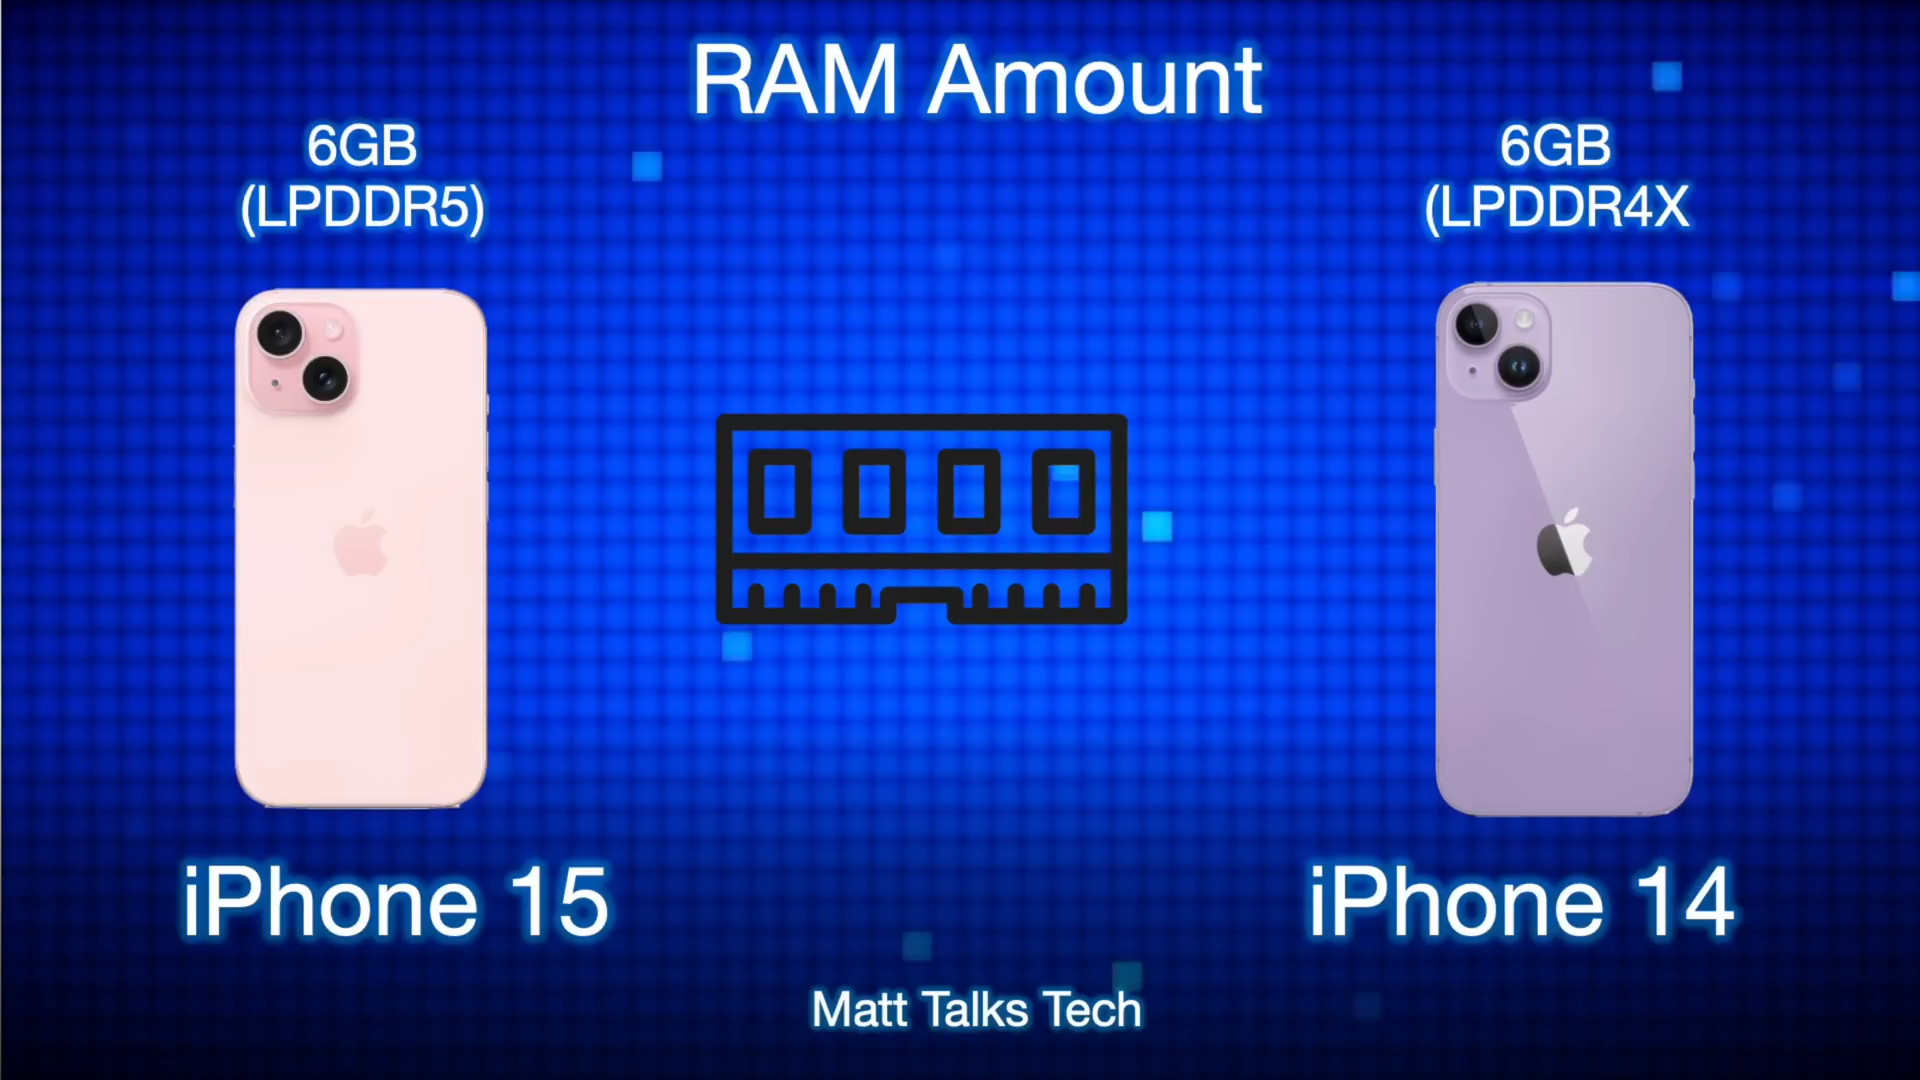 RAM Amount
6GB
(LPDDR5)
6GB
(LPDDR4X
iPhone 15
iPhone 14
Matt Talks Tech